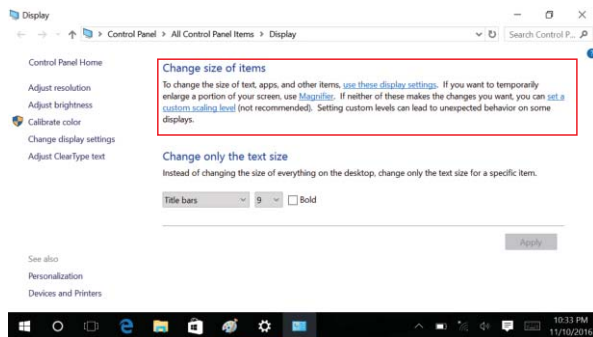 Display
Control Panel > All Control Panel Items > Display
Search Control P...
Control Panel Home
Adjust resolution
Adjust brightness
Calibrate color
Change display settings
Adjust ClearType text
Change size of items
To change the size of text, apps, and other items, use these display settings. If you want to temporarily
enlarge a portion of your screen, use Magnifier. If neither of these makes the changes you want, you can set a
custom scaling level (not recommended). Setting custom levels can lead to unexpected behavior on some
displays.
Change only the text size
Instead of changing the size of everything on the desktop, change only the text size for a specific item.
Title bars 9 Bold
Apply
See also
Personalization
Devices and Printers
10:33 PM
11/10/2016